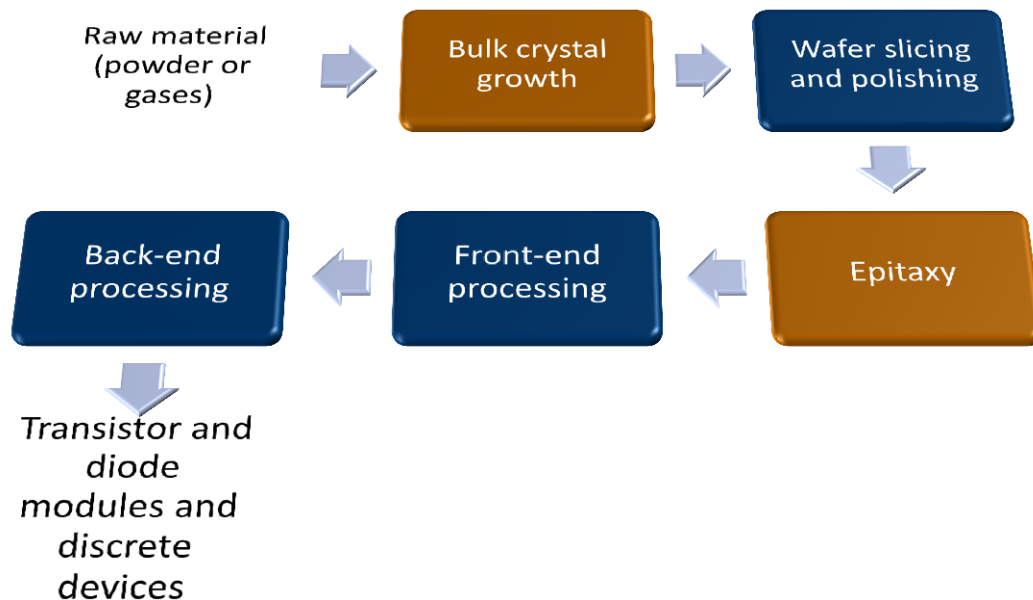 Raw material
(powder or
gases)
Bulk crystal
growth
Wafer slicing
and polishing
Epitaxy
Front-end
processing
Back-end
processing
Transistor and
diode
modules and
discrete
devices